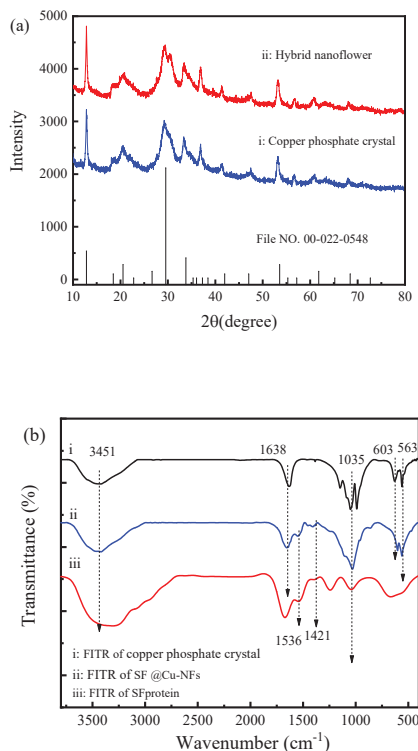 (a)
5000
4000
3000
2000
1000
0
Intensity
ii: Hybrid nanoflower
i: Copper phosphate crystal
File NO. 00-022-0548
10 20 30 40 50 60 70 80
2θ(degree)
(b)
i
ii
iii
3451
1638
1035
603
563
1536
1421
Transmittance (%)
i: FITR of copper phosphate crystal
ii: FITR of SF @Cu-NFs
iii: FITR of SFprotein
3500 3000 2500 2000 1500 1000 500
Wavenumber (cm⁻¹)